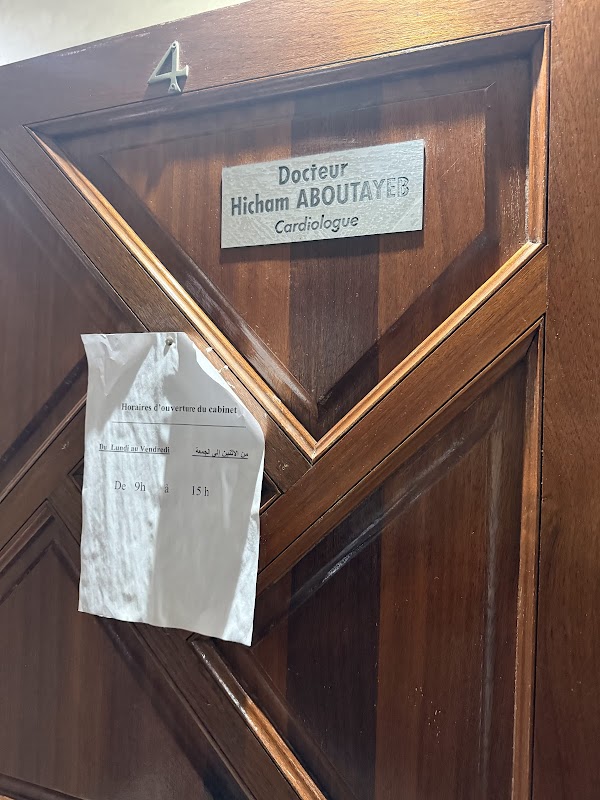 4
Docteur
Hicham ABOUTAYEB
Cardiologue
Horaires d'ouverture du cabinet
Du Lundi au Vendredi من الاثنين إلى الجمعة
De 9h à 15 h